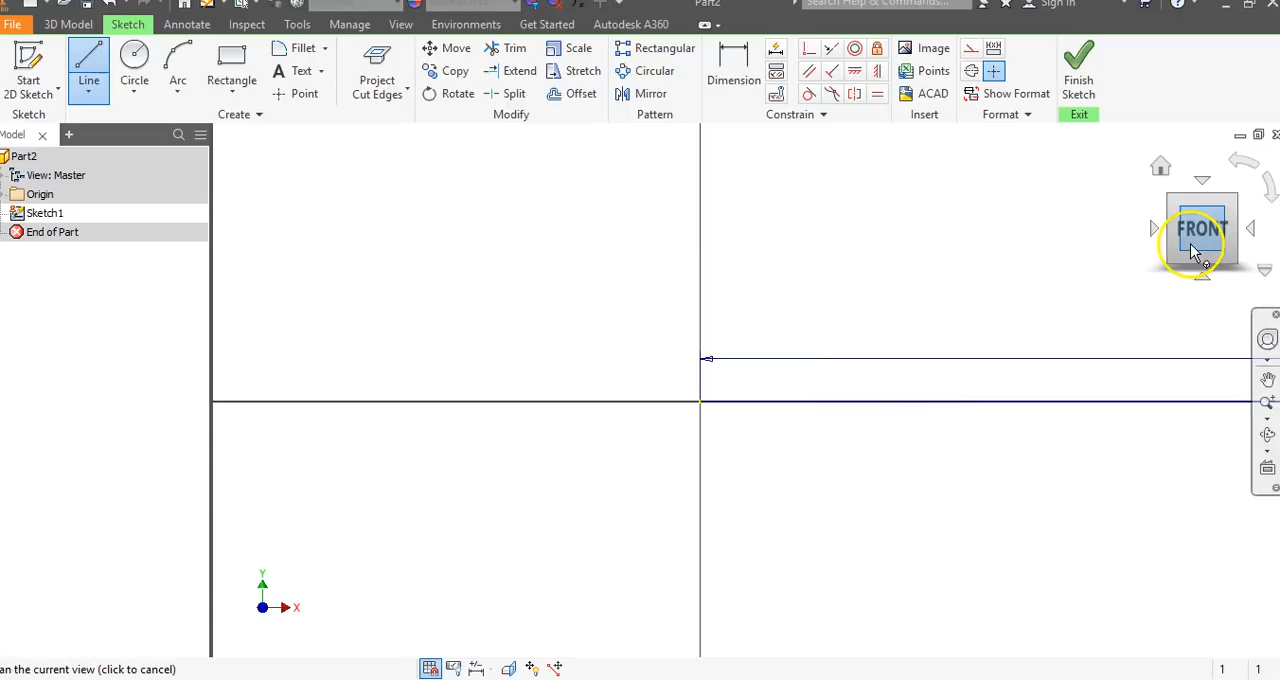 Part2
Search Help & Commands...
Sign In
File 3D Model Sketch Annotate Inspect Tools Manage View Environments Get Started Autodesk A360
Start
2D Sketch
Line
Circle
Arc
Rectangle
Fillet
Text
Point
Project
Cut Edges
Move
Copy
Rotate
Trim
Extend
Split
Scale
Stretch
Offset
Rectangular
Circular
Mirror
Dimension
Image
Points
ACAD
Show Format
Finish
Sketch
Sketch Create Modify Pattern Constrain Insert Format Exit
Model
Part2
View: Master
Origin
Sketch1
End of Part
FRONT
Y
X
an the current view (click to cancel)
1 1